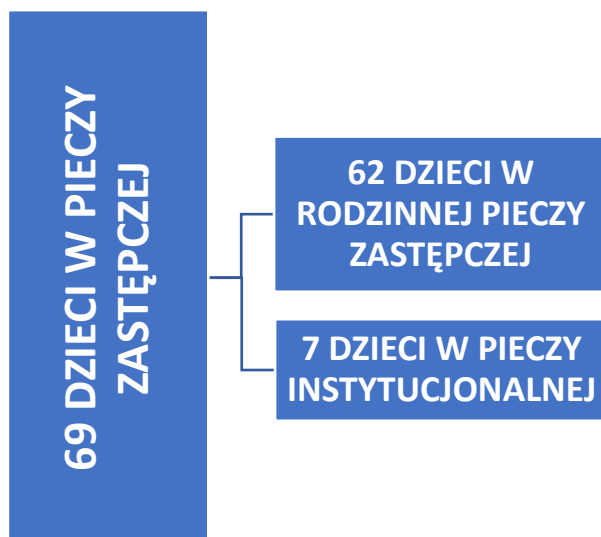 69 DZIECI W PIECZY
ZASTĘPCZEJ
62 DZIECI W
RODZINNEJ PIECZY
ZASTĘPCZEJ
7 DZIECI W PIECZY
INSTYTUCJONALNEJ